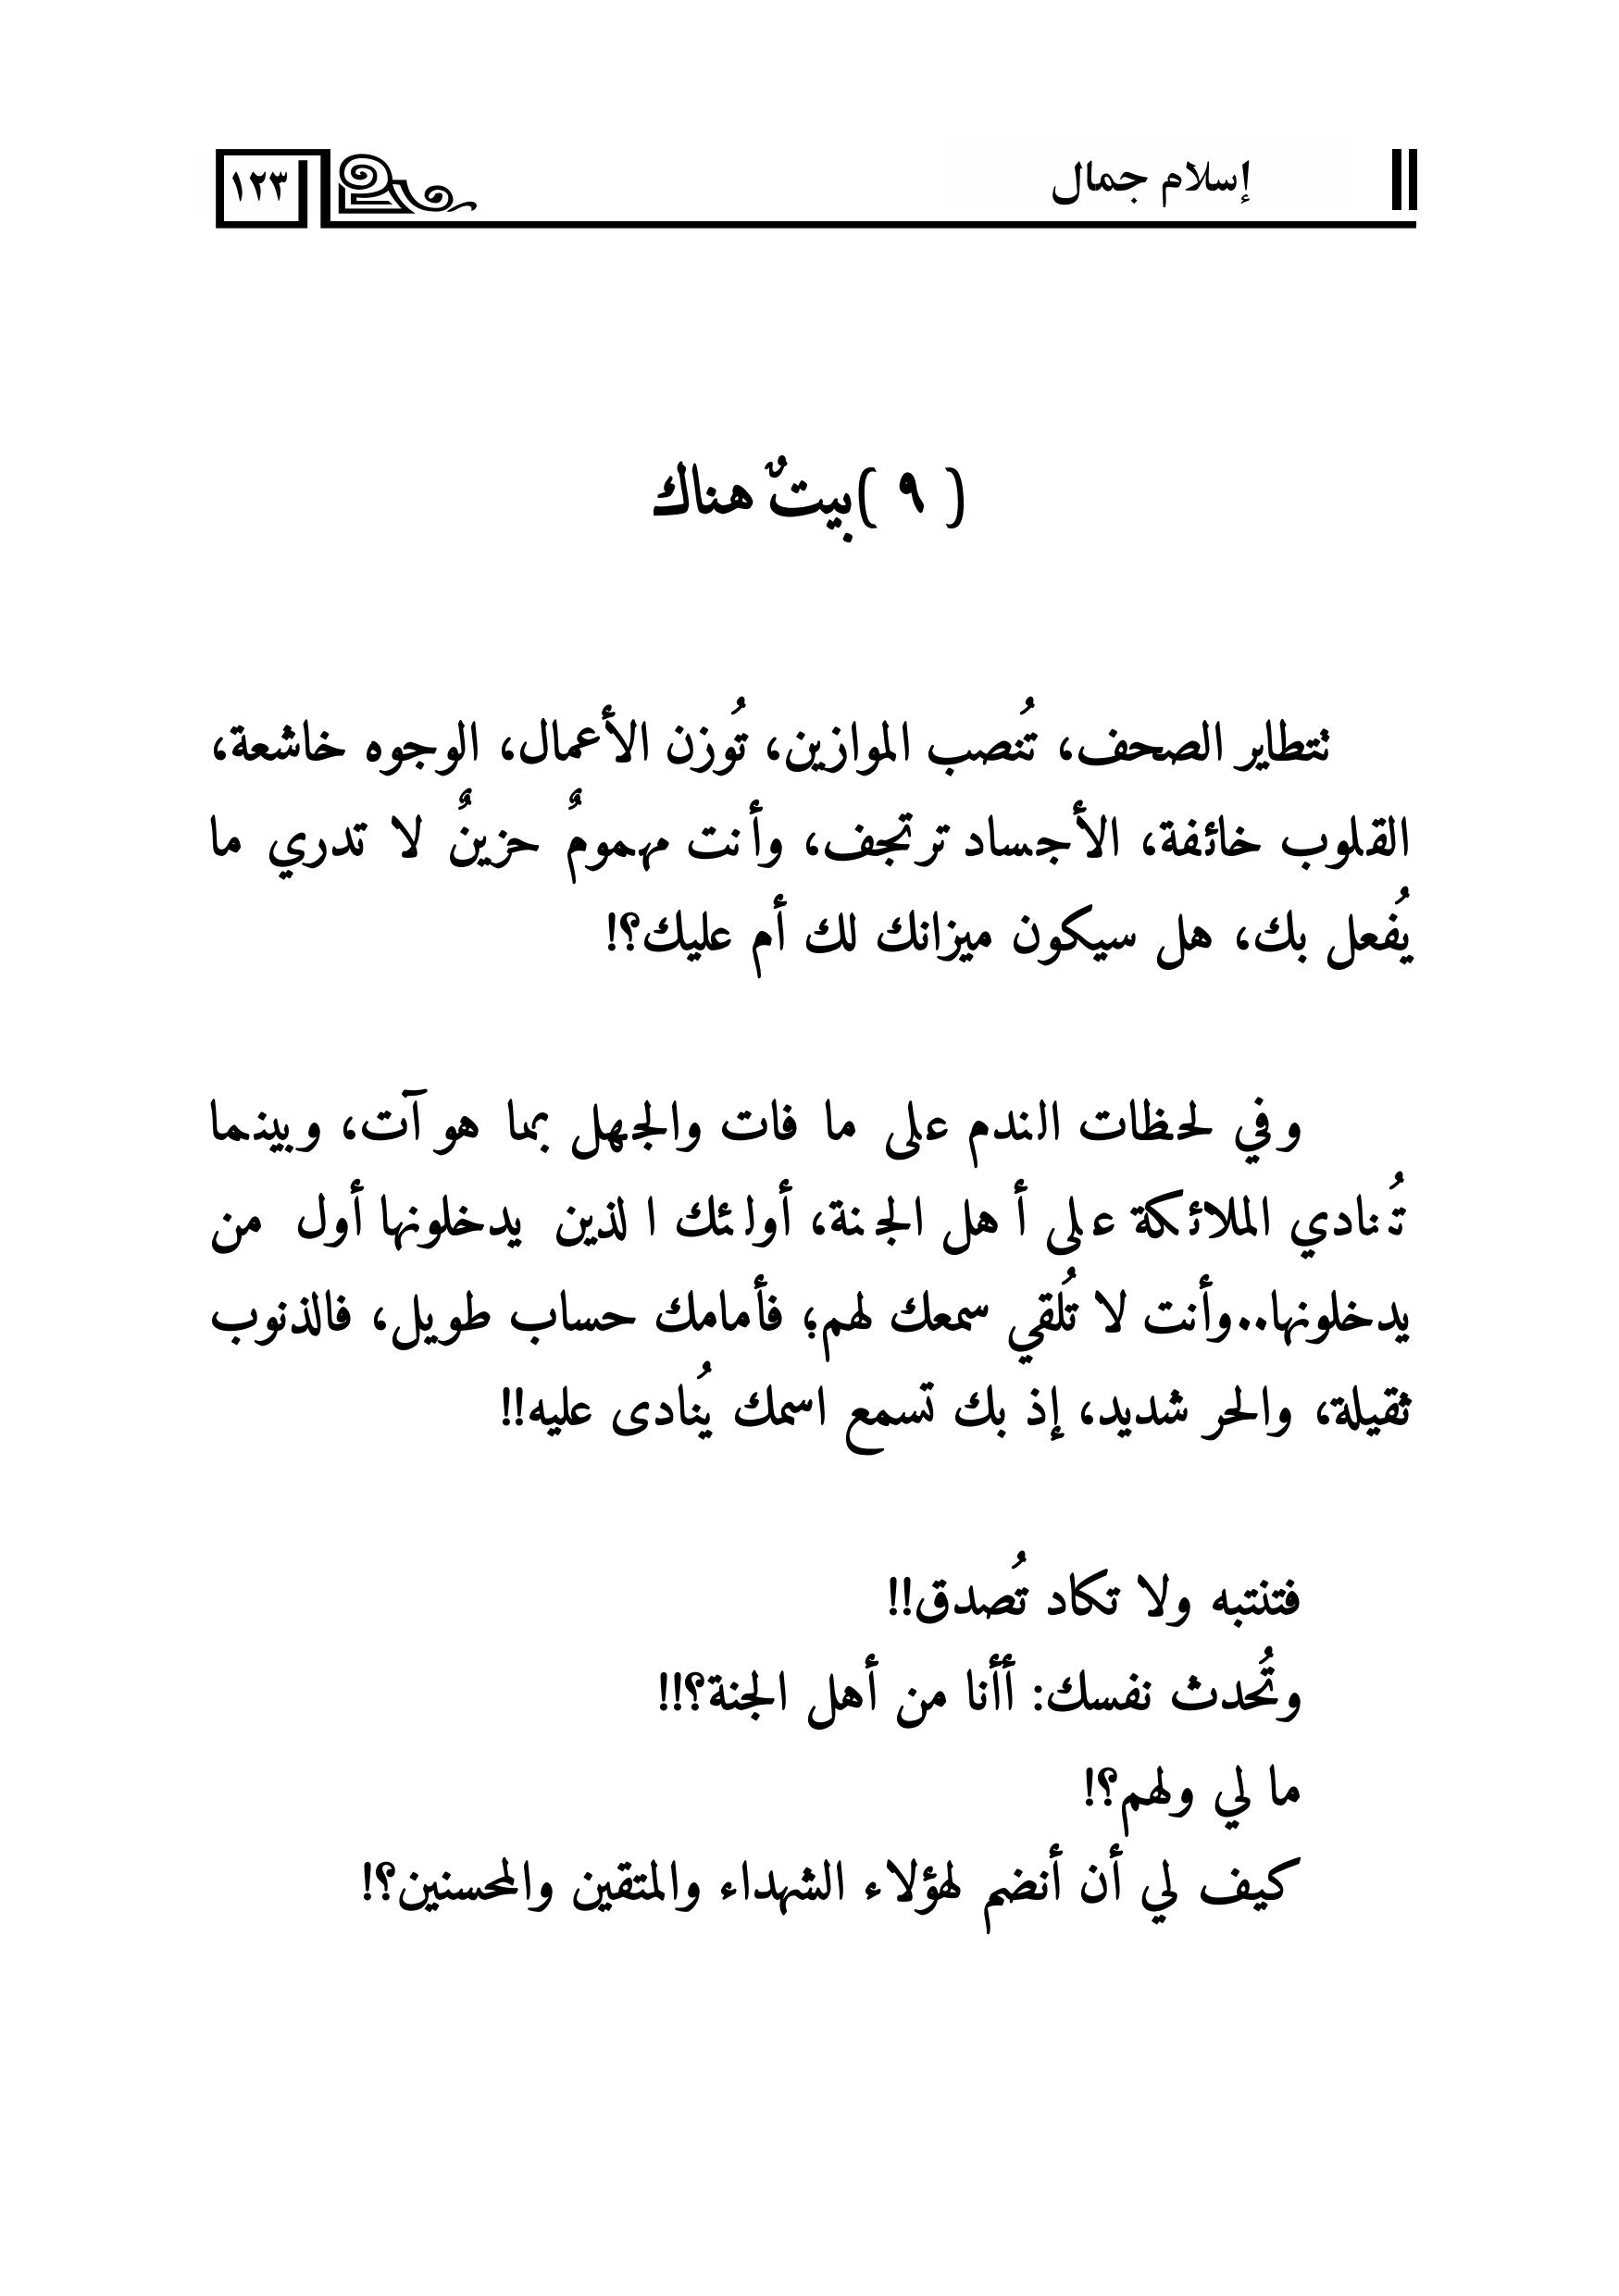 إسلام جمال
١٢٣
( ٩ )بيتٌ هناك
تتطاير الصحف، تُنصب الموازين، تُوزن الأعمال، الوجوه خاشعة،
القلوب خائفة، الأجساد ترتجف، وأنت مهمومٌ حزينٌ لا تدري ما
يُفعل بك، هل سيكون ميزانك لك أم عليك؟!
وفي لحظات الندم على ما فات والجهل بما هو آت، وبينما
تُنادي الملائكة على أهل الجنة، أولئك الذين يدخلونها أول من
يدخلونها..وأنت لا تُلقي سمعك لهم؛ فأمامك حساب طويل، فالذنوب
ثقيلة، والحر شديد، إذ بك تسمع اسمك يُنادى عليه!!
فتنتبه ولا تكاد تُصدق!!
وتُحدث نفسك: أأنا من أهل الجنة؟!!
ما لي ولهم؟!
كيف لي أن أنضم لهؤلاء الشهداء والمتقين والمحسنين؟!